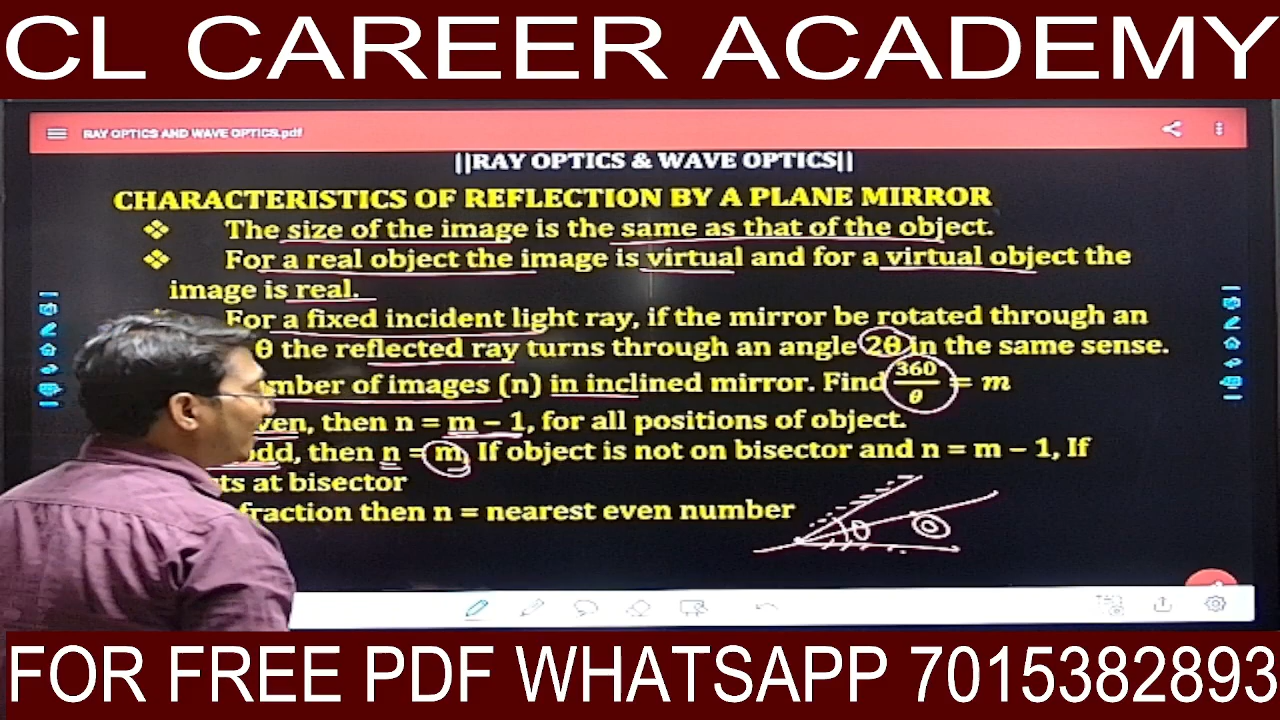 CL CAREER ACADEMY
RAY OPTICS AND WAVE OPTICS.pdf
||RAY OPTICS & WAVE OPTICS||
CHARACTERISTICS OF REFLECTION BY A PLANE MIRROR
❖ The size of the image is the same as that of the object.
❖ For a real object the image is virtual and for a virtual object the
image is real.
For a fixed incident light ray, if the mirror be rotated through an
θ the reflected ray turns through an angle 2θ in the same sense.
number of images (n) in inclined mirror. Find 360/θ = m
then n = m − 1, for all positions of object.
odd, then n = m, If object is not on bisector and n = m − 1, If
at bisector
fraction then n = nearest even number
θ
FOR FREE PDF WHATSAPP 7015382893